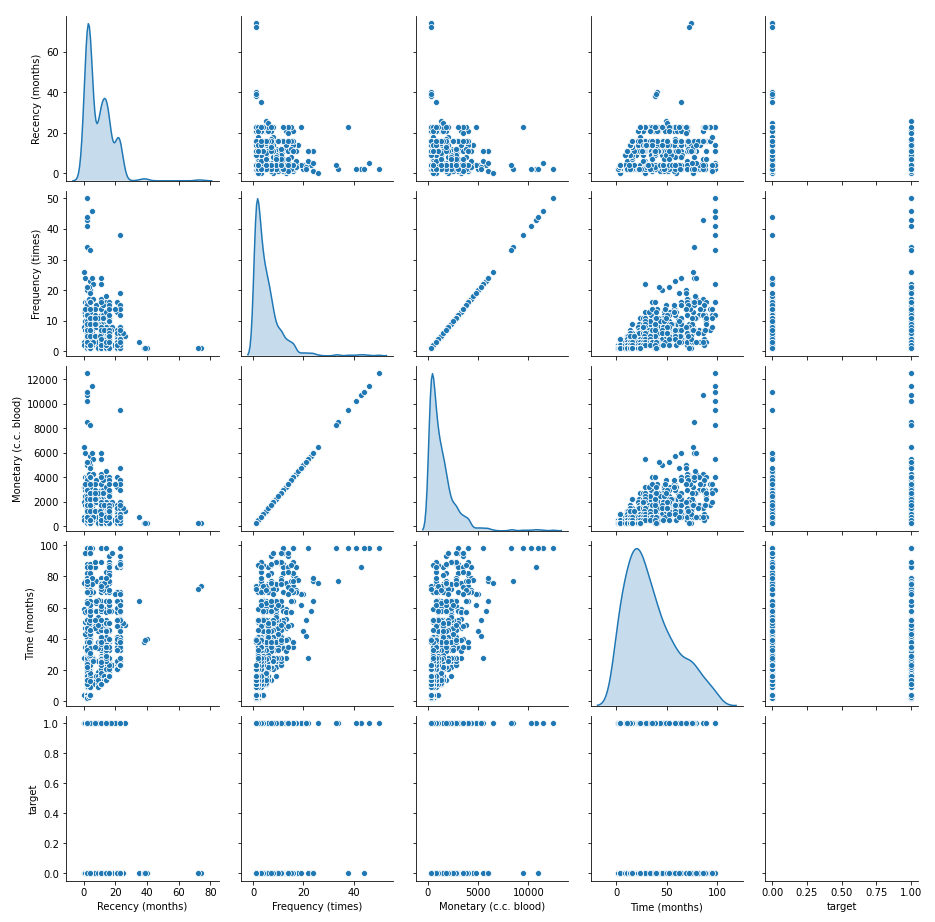 Recency (months)
60
40
20
0
Frequency (times)
50
40
30
20
10
0
Monetary (c.c. blood)
12000
10000
8000
6000
4000
2000
0
Time (months)
100
80
60
40
20
0
target
1.0
0.8
0.6
0.4
0.2
0.0
0 20 40 60 80
0 20 40
0 5000 10000
0 50 100
0.00 0.25 0.50 0.75 1.00
Recency (months)
Frequency (times)
Monetary (c.c. blood)
Time (months)
target